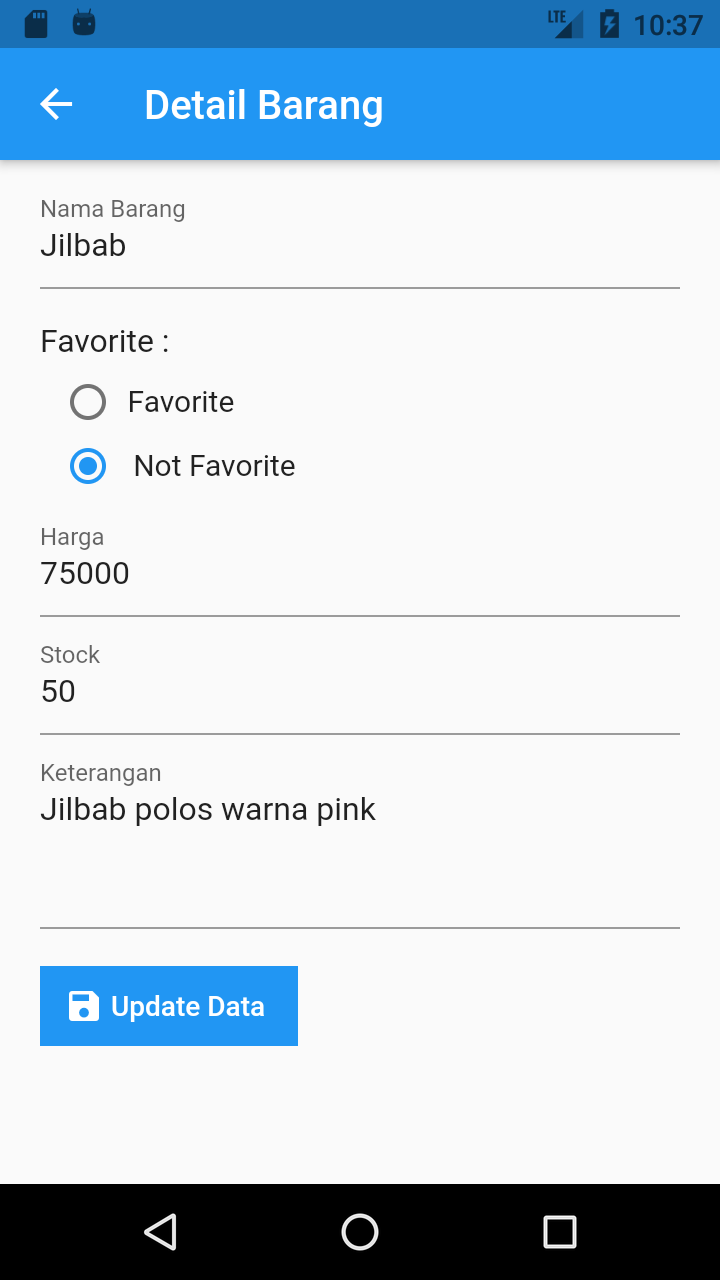 LTE 10:37
Detail Barang
Nama Barang
Jilbab
Favorite :
Favorite
Not Favorite
Harga
75000
Stock
50
Keterangan
Jilbab polos warna pink
Update Data